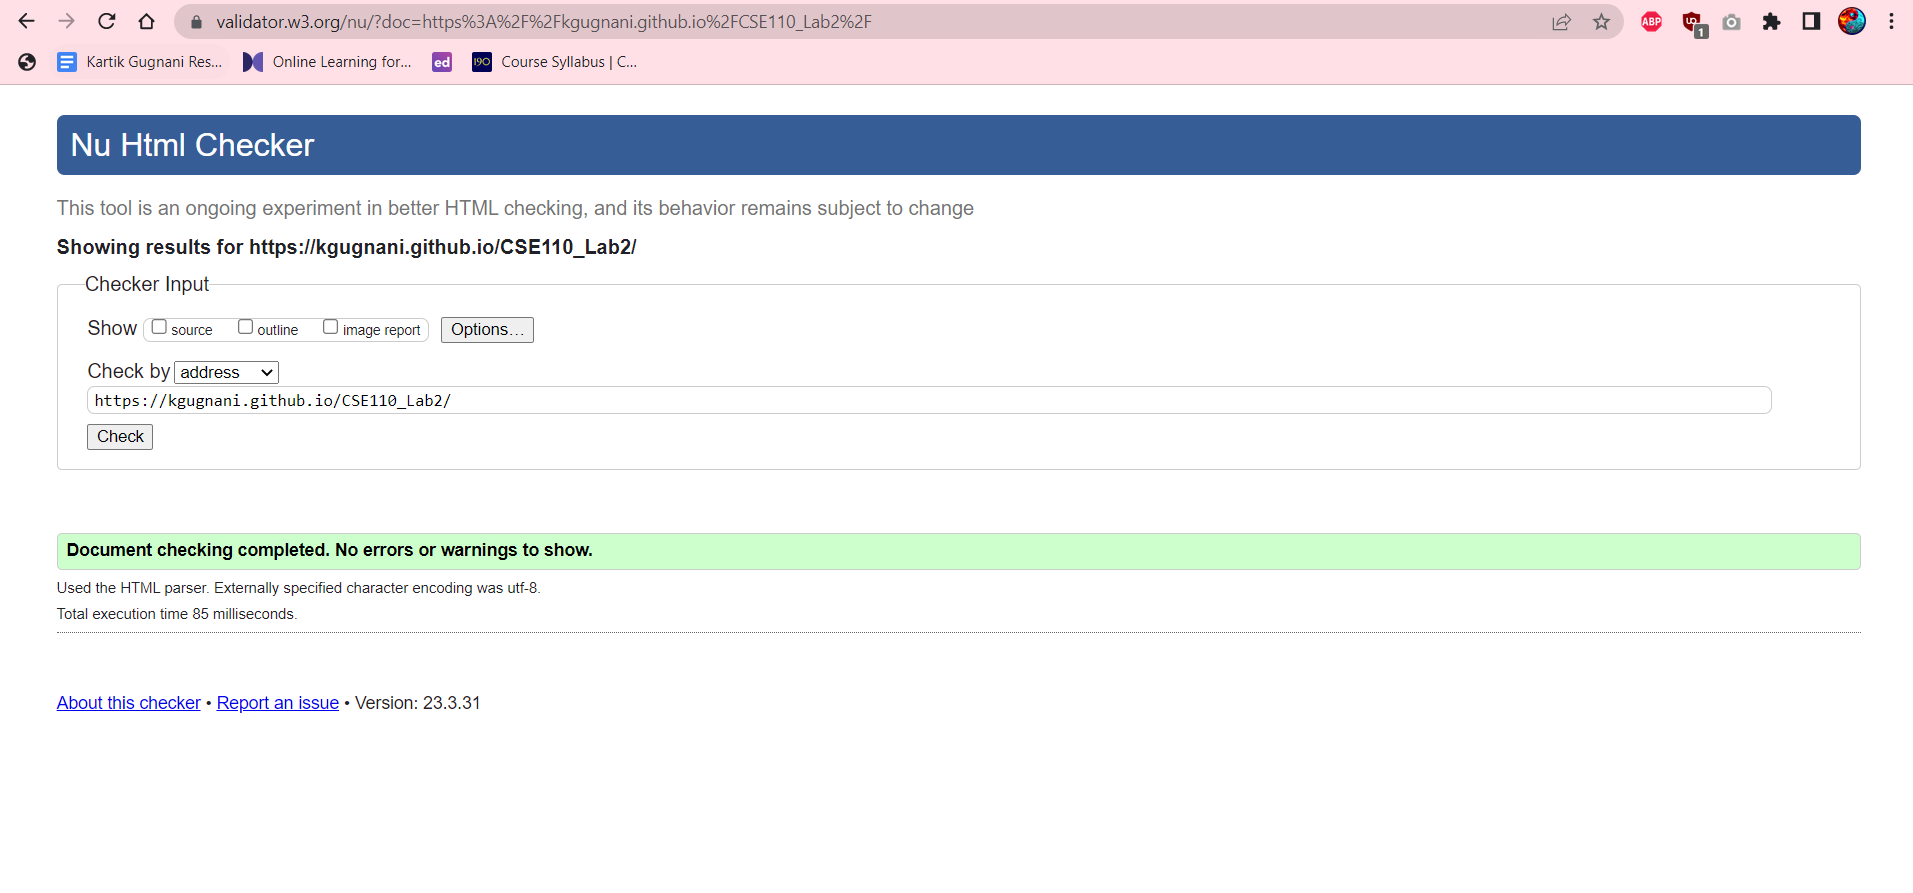 validator.w3.org/nu/?doc=https%3A%2F%2Fkgugnani.github.io%2FCSE110_Lab2%2F
ABP
1
Kartik Gugnani Res...
Online Learning for...
ed
190
Course Syllabus | C...
Nu Html Checker
This tool is an ongoing experiment in better HTML checking, and its behavior remains subject to change
Showing results for https://kgugnani.github.io/CSE110_Lab2/
Checker Input
Show source outline image report Options...
Check by address
https://kgugnani.github.io/CSE110_Lab2/
Check
Document checking completed. No errors or warnings to show.
Used the HTML parser. Externally specified character encoding was utf-8.
Total execution time 85 milliseconds.
About this checker • Report an issue • Version: 23.3.31